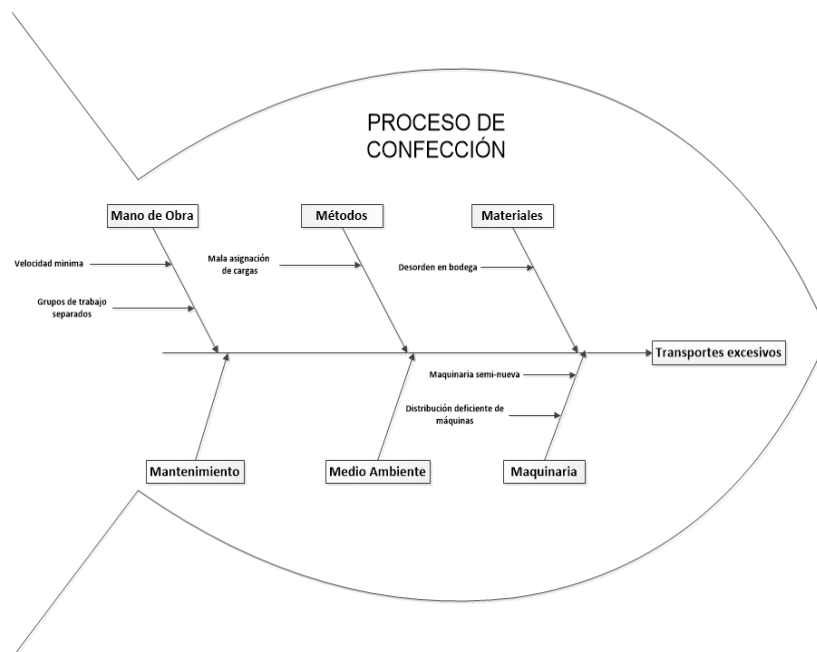 PROCESO DE
CONFECCIÓN
Mano de Obra
Métodos
Materiales
Velocidad minima
Mala asignación
de cargas
Desorden en bodega
Grupos de trabajo
separados
Transportes excesivos
Maquinaria semi-nueva
Distribución deficiente de
máquinas
Mantenimiento
Medio Ambiente
Maquinaria